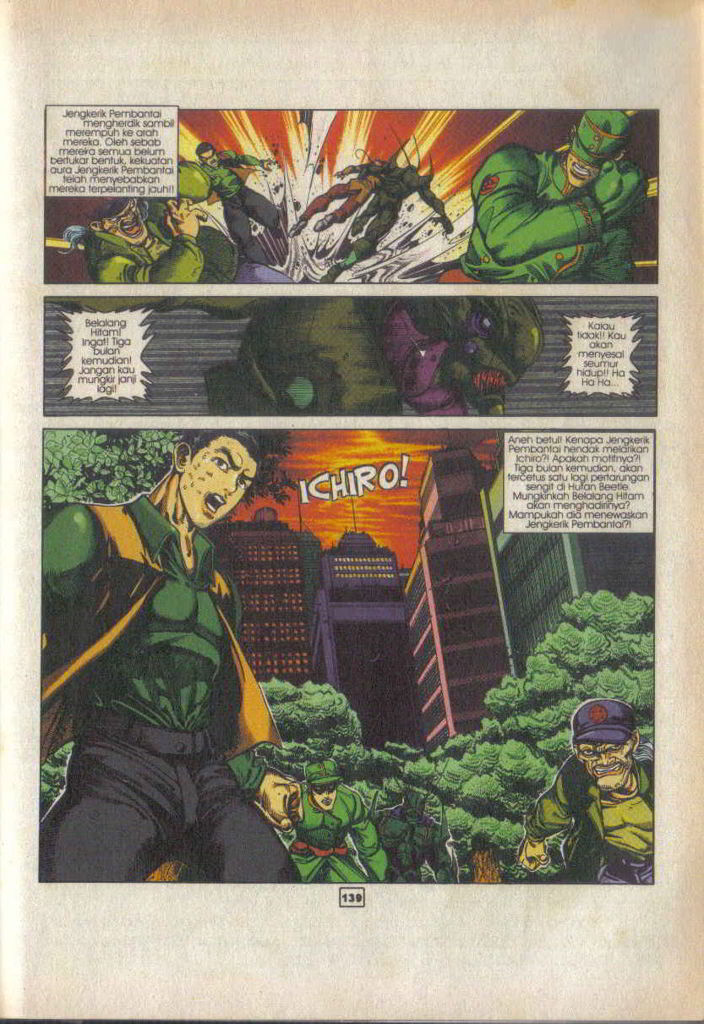 Jengkerik Pembantai
mengherdik sambil
merempuh ke arah
mereka. Oleh sebab
mereka semua belum
bertukar bentuk, kekuatan
aura Jengkerik Pembantai
telah menyebabkan
mereka terpelanting jauh!!
Belalang
Hitam!
Ingat! Tiga
bulan
kemudian!
Jangan kau
mungkir janji
lagi!
Kalau
tidak!! Kau
akan
menyesal
seumur
hidup!! Ha
Ha Ha...
ICHIRO!
Aneh betul! Kenapa Jengkerik
Pembantai hendak melarikan
Ichiro?! Apakah motifnya?!
Tiga bulan kemudian, akan
tercetus satu lagi pertarungan
sengit di Hutan Beetle.
Mungkinkah Belalang Hitam
akan menghadirinya?
Mampukah dia menewaskan
Jengkerik Pembantai?!
139